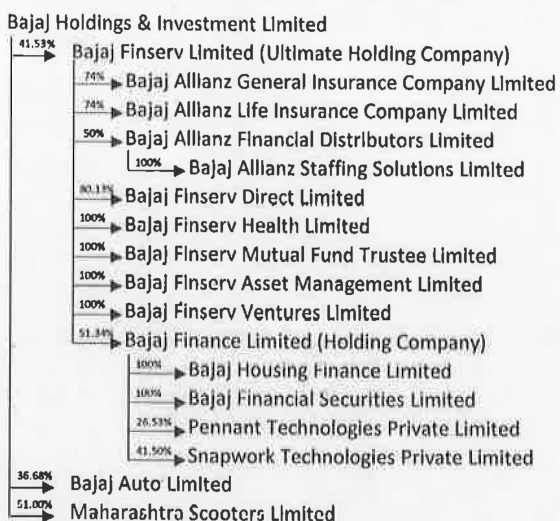 Bajaj Holdings & Investment Limited
41.53% Bajaj Finserv Limited (Ultimate Holding Company)
74% Bajaj Allianz General Insurance Company Limited
74% Bajaj Allianz Life Insurance Company Limited
50% Bajaj Allianz Financial Distributors Limited
100% Bajaj Allianz Staffing Solutions Limited
80.13% Bajaj Finserv Direct Limited
100% Bajaj Finserv Health Limited
100% Bajaj Finserv Mutual Fund Trustee Limited
100% Bajaj Finserv Asset Management Limited
100% Bajaj Finserv Ventures Limited
51.34% Bajaj Finance Limited (Holding Company)
100% Bajaj Housing Finance Limited
100% Bajaj Financial Securities Limited
26.53% Pennant Technologies Private Limited
41.50% Snapwork Technologies Private Limited
36.68% Bajaj Auto Limited
51.00% Maharashtra Scooters Limited